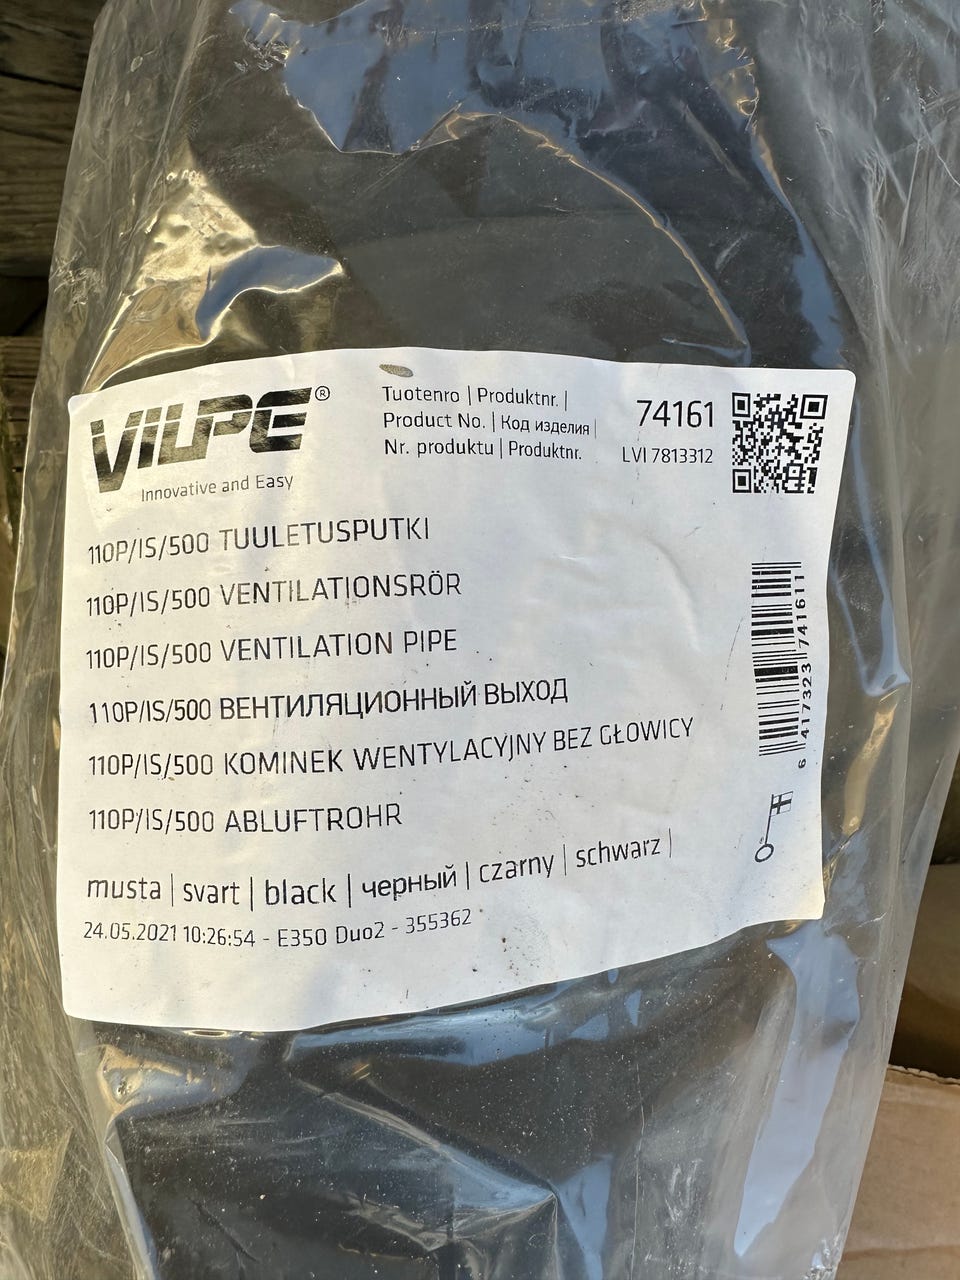 VILPE®
Innovative and Easy
Tuotenro | Produktnr. |
Product No. | Код изделия |
Nr. produktu | Produktnr.
74161
LVI 7813312
110P/IS/500 TUULETUSPUTKI
110P/IS/500 VENTILATIONSRÖR
110P/IS/500 VENTILATION PIPE
110P/IS/500 ВЕНТИЛЯЦИОННЫЙ ВЫХОД
110P/IS/500 KOMINEK WENTYLACYJNY BEZ GŁOWICY
110P/IS/500 ABLUFTROHR
musta | svart | black | черный | czarny | schwarz |
24.05.2021 10:26:54 - E350 Duo2 - 355362
6 417323 741611